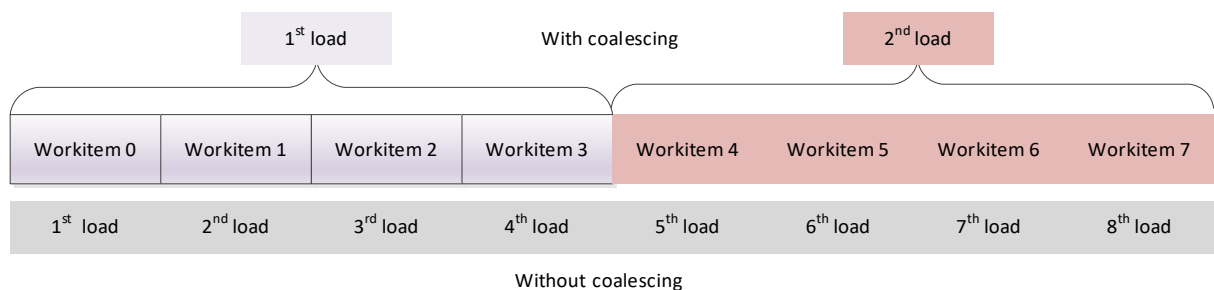 1st load With coalescing 2nd load
Workitem 0 Workitem 1 Workitem 2 Workitem 3 Workitem 4 Workitem 5 Workitem 6 Workitem 7
1st load 2nd load 3rd load 4th load 5th load 6th load 7th load 8th load
Without coalescing